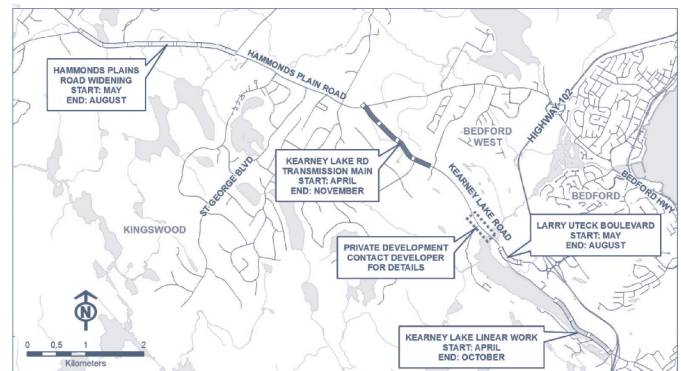 HAMMONDS PLAINS
ROAD WIDENING
START: MAY
END: AUGUST
HAMMONDS PLAIN ROAD
HIGHWAY 102
BEDFORD
WEST
KEARNEY LAKE RD
TRANSMISSION MAIN
START: APRIL
END: NOVEMBER
ST GEORGE BLVD
KEARNEY LAKE ROAD
BEDFORD
BEDFORD HWY
KINGSWOOD
LARRY UTECK BOULEVARD
START: MAY
END: AUGUST
PRIVATE DEVELOPMENT
CONTACT DEVELOPER
FOR DETAILS
N
KEARNEY LAKE LINEAR WORK
START: APRIL
END: OCTOBER
0 0.5 1 2
Kilometers